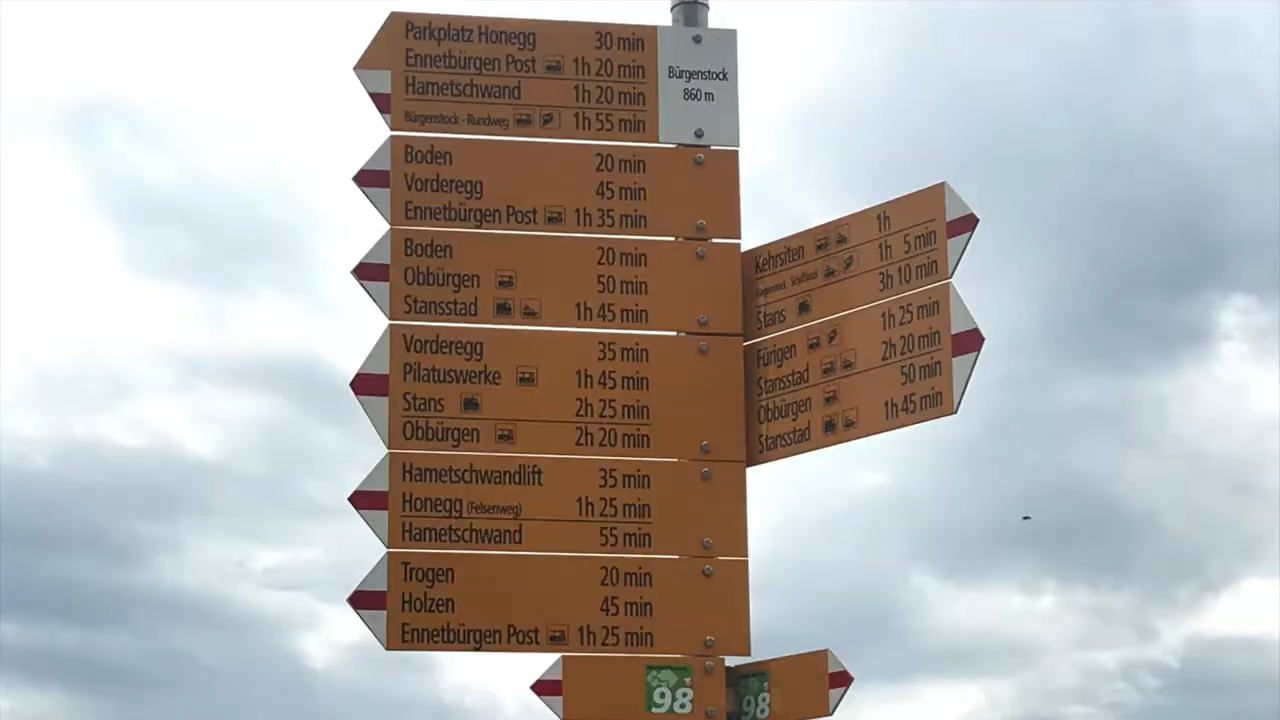 Parkplatz Honegg 30 min
Ennetbürgen Post 1h 20 min
Hametschwand 1h 20 min
Bürgenstock - Rundweg 1h 55 min
Bürgenstock
860 m
Boden 20 min
Vorderegg 45 min
Ennetbürgen Post 1h 35 min
Boden 20 min
Obbürgen 50 min
Stansstad 1h 45 min
Vorderegg 35 min
Pilatuswerke 1h 45 min
Stans 2h 25 min
Obbürgen 2h 20 min
Hametschwandlift 35 min
Honegg (Felsenweg) 1h 25 min
Hametschwand 55 min
Trogen 20 min
Holzen 45 min
Ennetbürgen Post 1h 25 min
Kehrsiten 1h
1h 5 min
Stans 3h 10 min
Fürigen 1h 25 min
Stansstad 2h 20 min
Obbürgen 50 min
Stansstad 1h 45 min
98
98